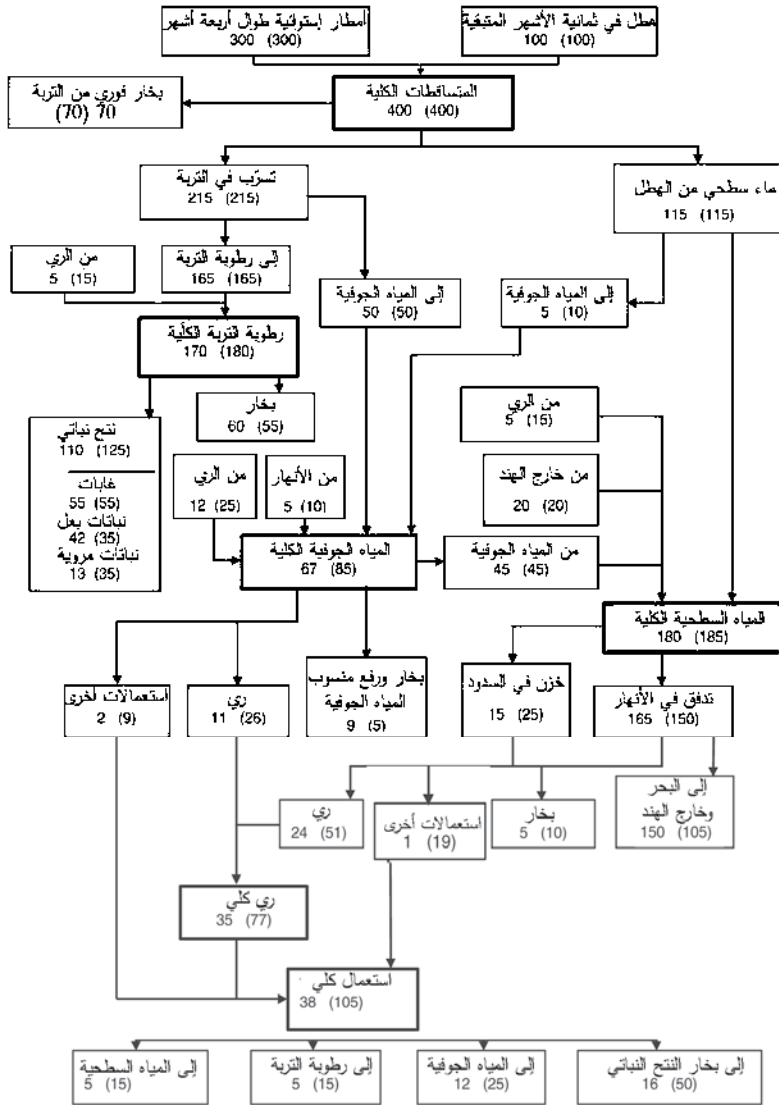 أمطار إستوائية طوال أربعة أشهر
300 (300)
هطل في ثمانية الأشهر المتبقية
100 (100)
المتساقطات الكلية
400 (400)
بخار فوري من التربة
70 (70)
تسرّب في التربة
215 (215)
ماء سطحي من الهطل
115 (115)
من الري
5 (15)
إلى رطوبة التربة
165 (165)
إلى المياه الجوفية
50 (50)
إلى المياه الجوفية
5 (10)
رطوبة التربة الكلية
170 (180)
بخار
60 (55)
نتح نباتي
110 (125)
غابات
55 (55)
نباتات بعل
42 (35)
نباتات مروية
13 (35)
من الري
12 (25)
من الأنهار
5 (10)
من الري
5 (15)
من خارج الهند
20 (20)
المياه الجوفية الكلية
67 (85)
من المياه الجوفية
45 (45)
المياه السطحية الكلية
180 (185)
استعمالات أخرى
2 (9)
ري
11 (26)
بخار ورفع منسوب
المياه الجوفية
9 (5)
خزن في السدود
15 (25)
تدفق في الأنهار
165 (150)
ري
24 (51)
استعمالات أخرى
1 (19)
بخار
5 (10)
إلى البحر
وخارج الهند
150 (105)
ري كلي
35 (77)
استعمال كلي
38 (105)
إلى المياه السطحية
5 (15)
إلى رطوبة التربة
5 (15)
إلى المياه الجوفية
12 (25)
إلى بخار النتح النباتي
16 (50)